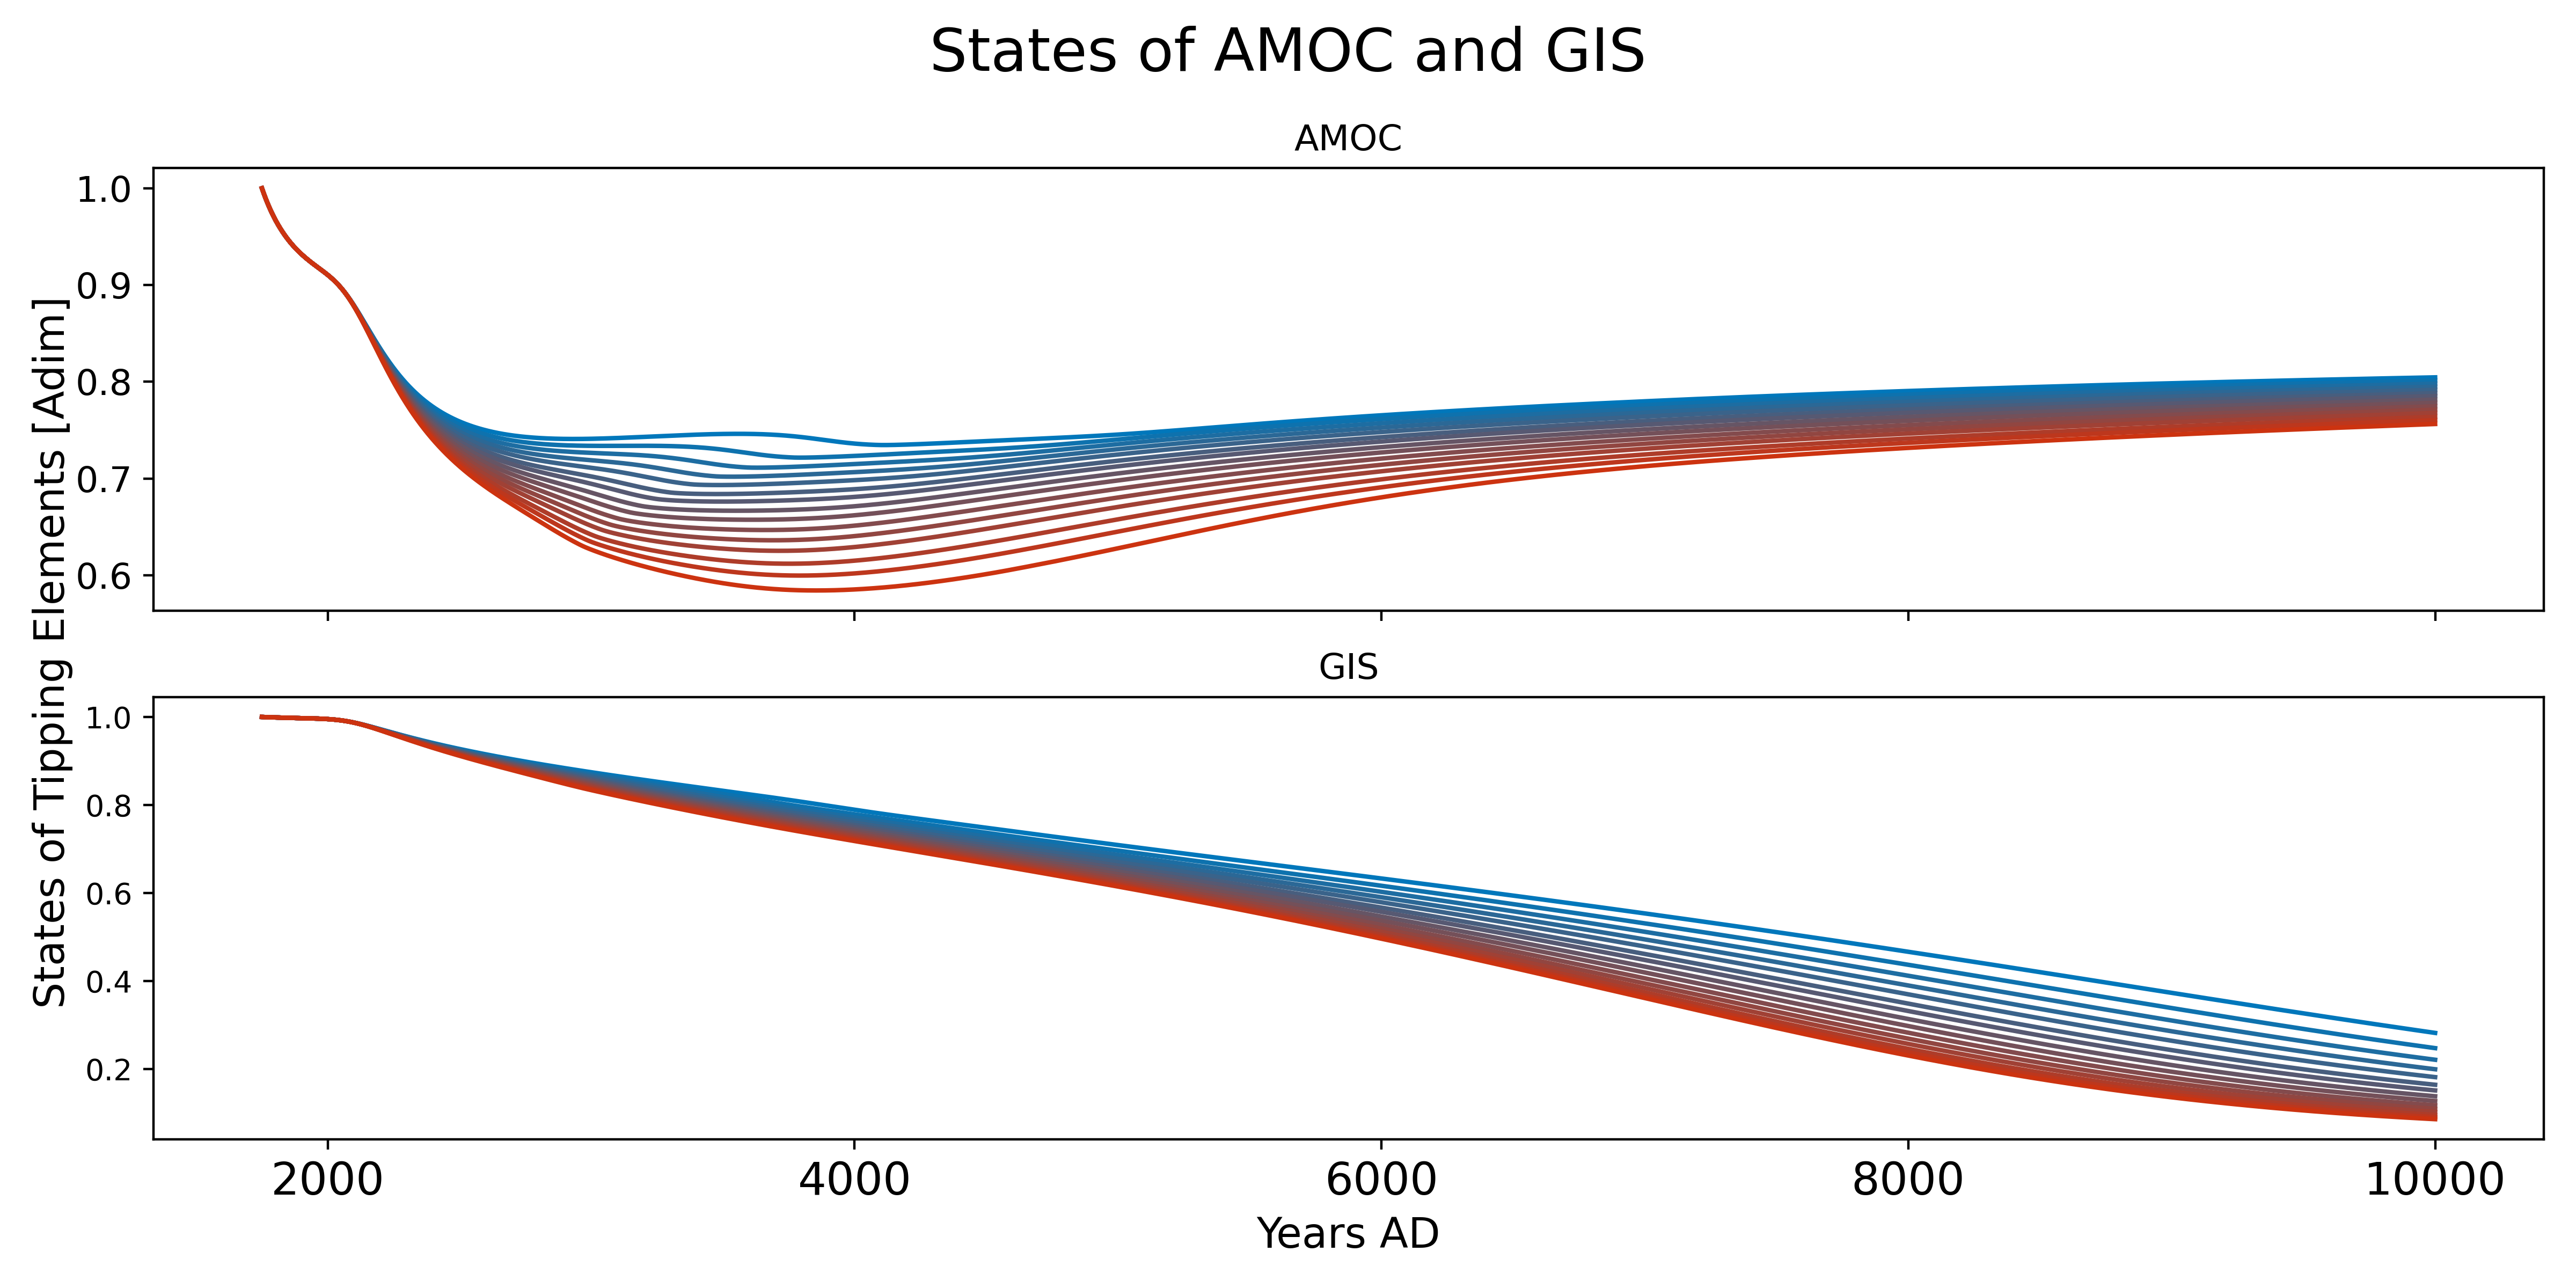 States of AMOC and GIS
AMOC
1.0
0.9
0.8
0.7
0.6
States of Tipping Elements [Adim]
GIS
1.0
0.8
0.6
0.4
0.2
2000 4000 6000 8000 10000
Years AD